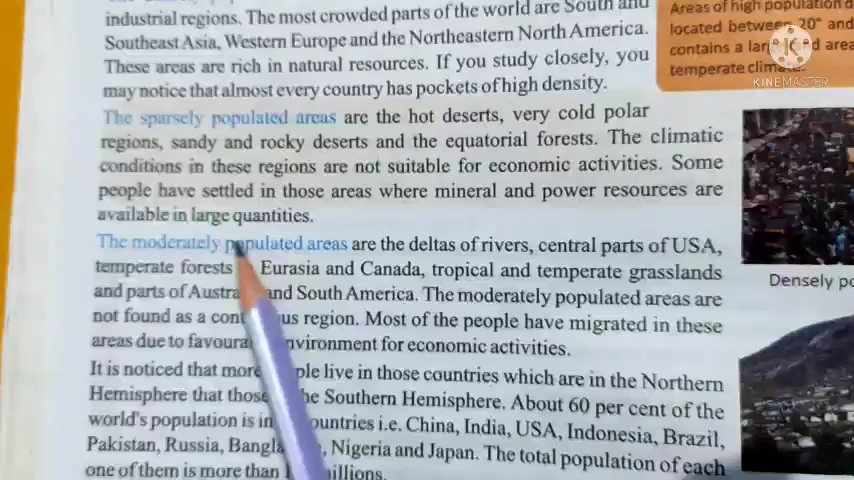 industrial regions. The most crowded parts of the world are South and
Southeast Asia, Western Europe and the Northeastern North America.
These areas are rich in natural resources. If you study closely, you
may notice that almost every country has pockets of high density.
The sparsely populated areas are the hot deserts, very cold polar
regions, sandy and rocky deserts and the equatorial forests. The climatic
conditions in these regions are not suitable for economic activities. Some
people have settled in those areas where mineral and power resources are
available in large quantities.
The moderately populated areas are the deltas of rivers, central parts of USA,
temperate forests Eurasia and Canada, tropical and temperate grasslands
and parts of Austra and South America. The moderately populated areas are
not found as a con us region. Most of the people have migrated in these
areas due to favoura nvironment for economic activities.
It is noticed that more ple live in those countries which are in the Northern
Hemisphere that those he Southern Hemisphere. About 60 per cent of the
world's population is in ountries i.e. China, India, USA, Indonesia, Brazil,
Pakistan, Russia, Bangla , Nigeria and Japan. The total population of each
one of them is more than illions.
Areas of high population d
located between 20° and
contains a lar d area
temperate clim
KINEMASTER
Densely po